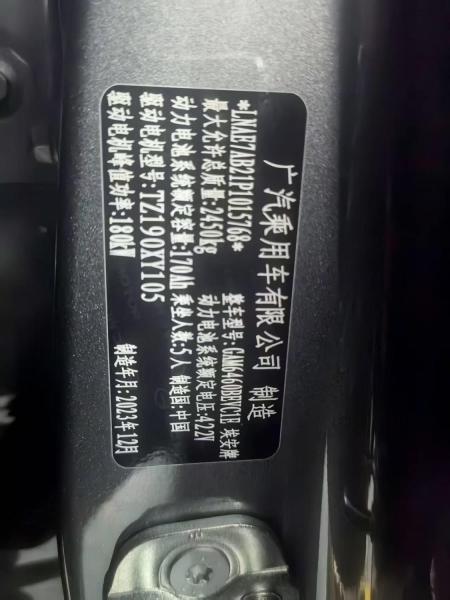 广汽乘用车有限公司 制造
*LNAE7AB21P1015768* 整车型号:GAM6460BEVC1F 埃安牌
最大允许总质量:2450kg 动力电池系统额定电压:422V
动力电池系统额定容量:170Ah 乘坐人数:5人 制造国:中国
驱动电机型号:TZ190XY105
驱动电机峰值功率:180kW 制造年月:2023年12月